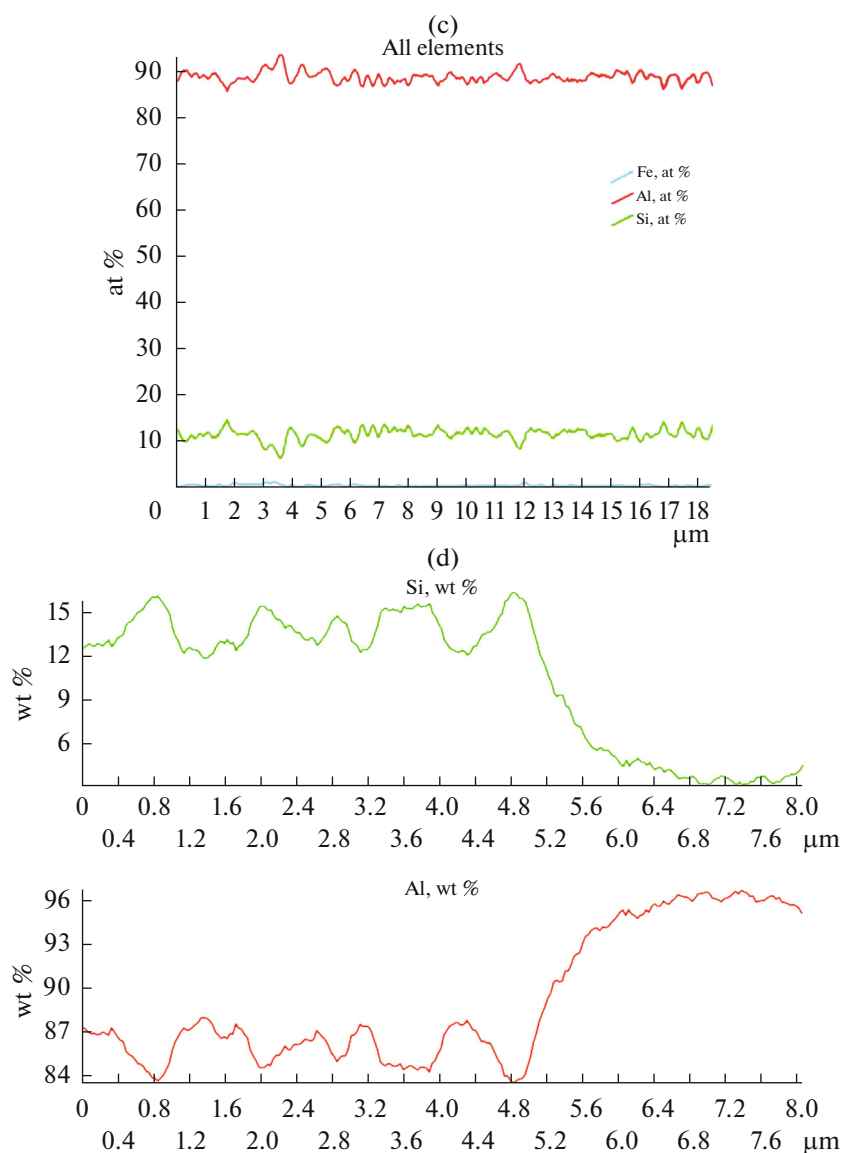 (c)
All elements
90
80
70
60
50
40
30
20
10
at %
Fe, at %
Al, at %
Si, at %
0 1 2 3 4 5 6 7 8 9 10 11 12 13 14 15 16 17 18
μm
(d)
Si, wt %
15
12
9
6
wt %
0 0.8 1.6 2.4 3.2 4.0 4.8 5.6 6.4 7.2 8.0
0.4 1.2 2.0 2.8 3.6 4.4 5.2 6.0 6.8 7.6 μm
Al, wt %
96
93
90
87
84
wt %
0 0.8 1.6 2.4 3.2 4.0 4.8 5.6 6.4 7.2 8.0
0.4 1.2 2.0 2.8 3.6 4.4 5.2 6.0 6.8 7.6 μm